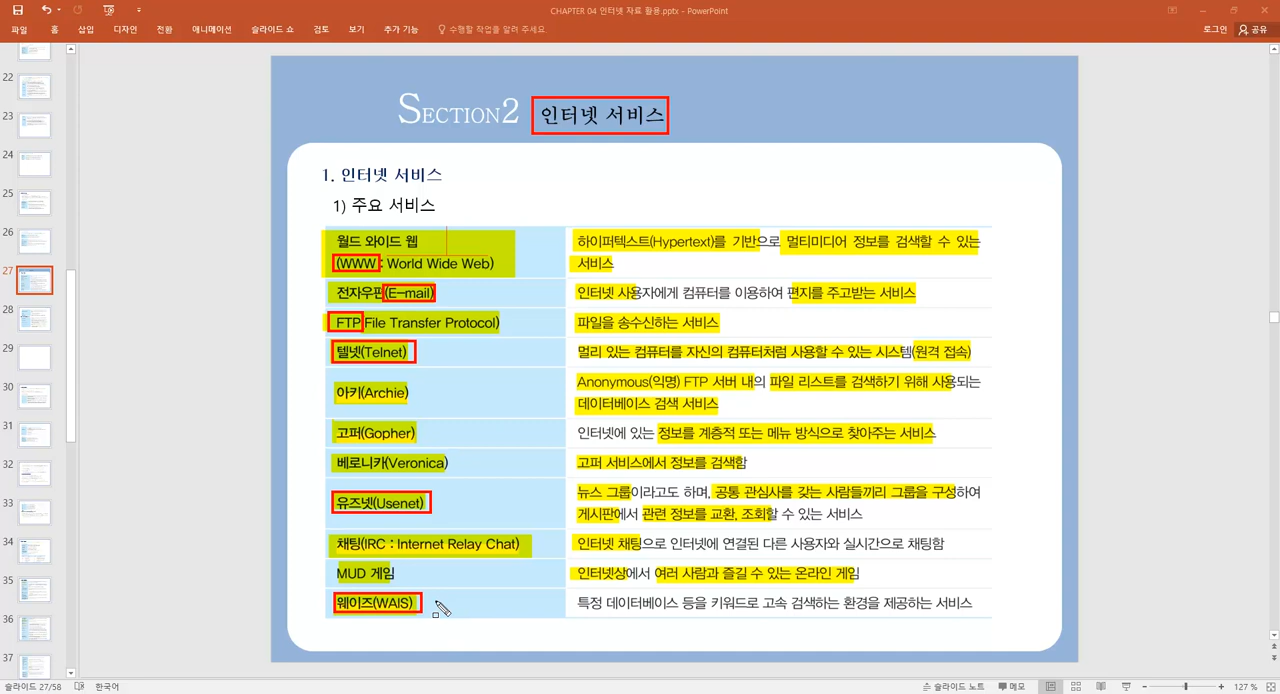 CHAPTER 04 인터넷 자료 활용.pptx - PowerPoint
파일 홈 삽입 디자인 전환 애니메이션 슬라이드 쇼 검토 보기 추가 기능 수행할 작업을 알려 주세요. 로그인 공유
22
23
24
25
26
27
28
29
30
31
32
33
34
35
36
37
SECTION2 인터넷 서비스
1. 인터넷 서비스
1) 주요 서비스
월드 와이드 웹
(WWW : World Wide Web)
하이퍼텍스트(Hypertext)를 기반으로 멀티미디어 정보를 검색할 수 있는
서비스
전자우편(E-mail)
인터넷 사용자에게 컴퓨터를 이용하여 편지를 주고받는 서비스
FTP(File Transfer Protocol)
파일을 송수신하는 서비스
텔넷(Telnet)
멀리 있는 컴퓨터를 자신의 컴퓨터처럼 사용할 수 있는 시스템(원격 접속)
아키(Archie)
Anonymous(익명) FTP 서버 내의 파일 리스트를 검색하기 위해 사용되는
데이터베이스 검색 서비스
고퍼(Gopher)
인터넷에 있는 정보를 계층적 또는 메뉴 방식으로 찾아주는 서비스
베로니카(Veronica)
고퍼 서비스에서 정보를 검색함
유즈넷(Usenet)
뉴스 그룹이라고도 하며, 공통 관심사를 갖는 사람들끼리 그룹을 구성하여
게시판에서 관련 정보를 교환, 조회할 수 있는 서비스
채팅(IRC : Internet Relay Chat)
인터넷 채팅으로 인터넷에 연결된 다른 사용자와 실시간으로 채팅함
MUD 게임
인터넷상에서 여러 사람과 즐길 수 있는 온라인 게임
웨이즈(WAIS)
특정 데이터베이스 등을 키워드로 고속 검색하는 환경을 제공하는 서비스
슬라이드 27/58 한국어 슬라이드 노트 메모 127 %